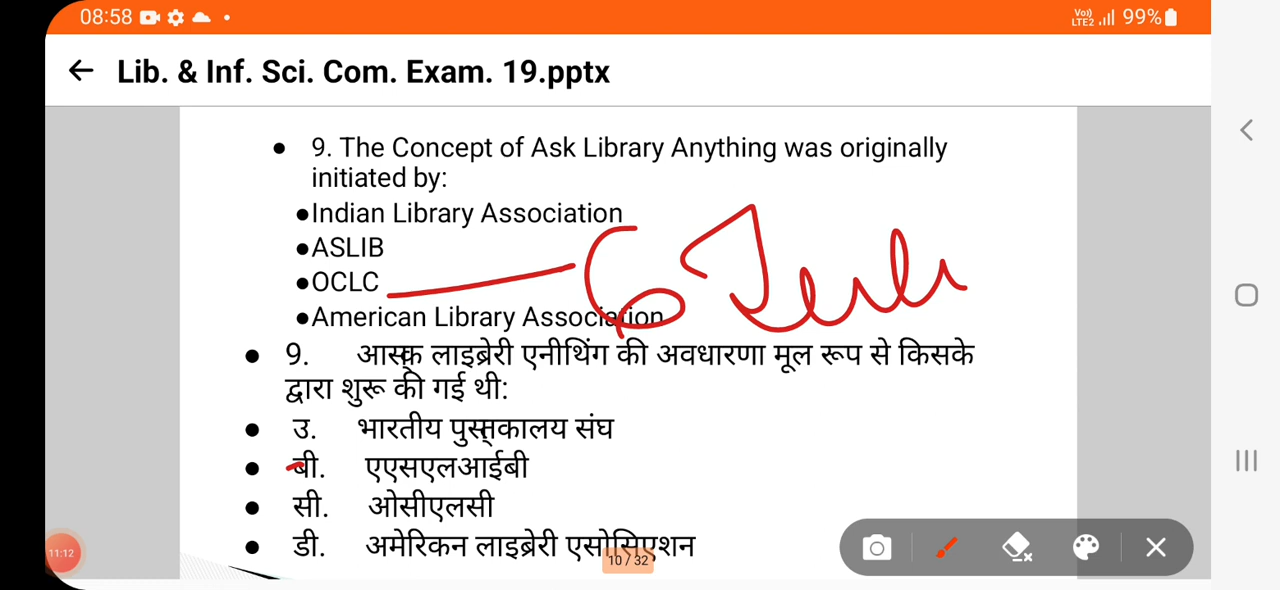 08:58 Vo)) LTE2 99%
Lib. & Inf. Sci. Com. Exam. 19.pptx
● 9. The Concept of Ask Library Anything was originally
initiated by:
●Indian Library Association
●ASLIB
●OCLC
●American Library Association
● 9. आस्क् लाइब्रेरी एनीथिंग की अवधारणा मूल रूप से किसके
द्वारा शुरू की गई थी:
● उ. भारतीय पुस्तकालय संघ
● बी. एएसएलआईबी
● सी. ओसीएलसी
● डी. अमेरिकन लाइब्रेरी एसोसिएशन
11:12
10 / 32